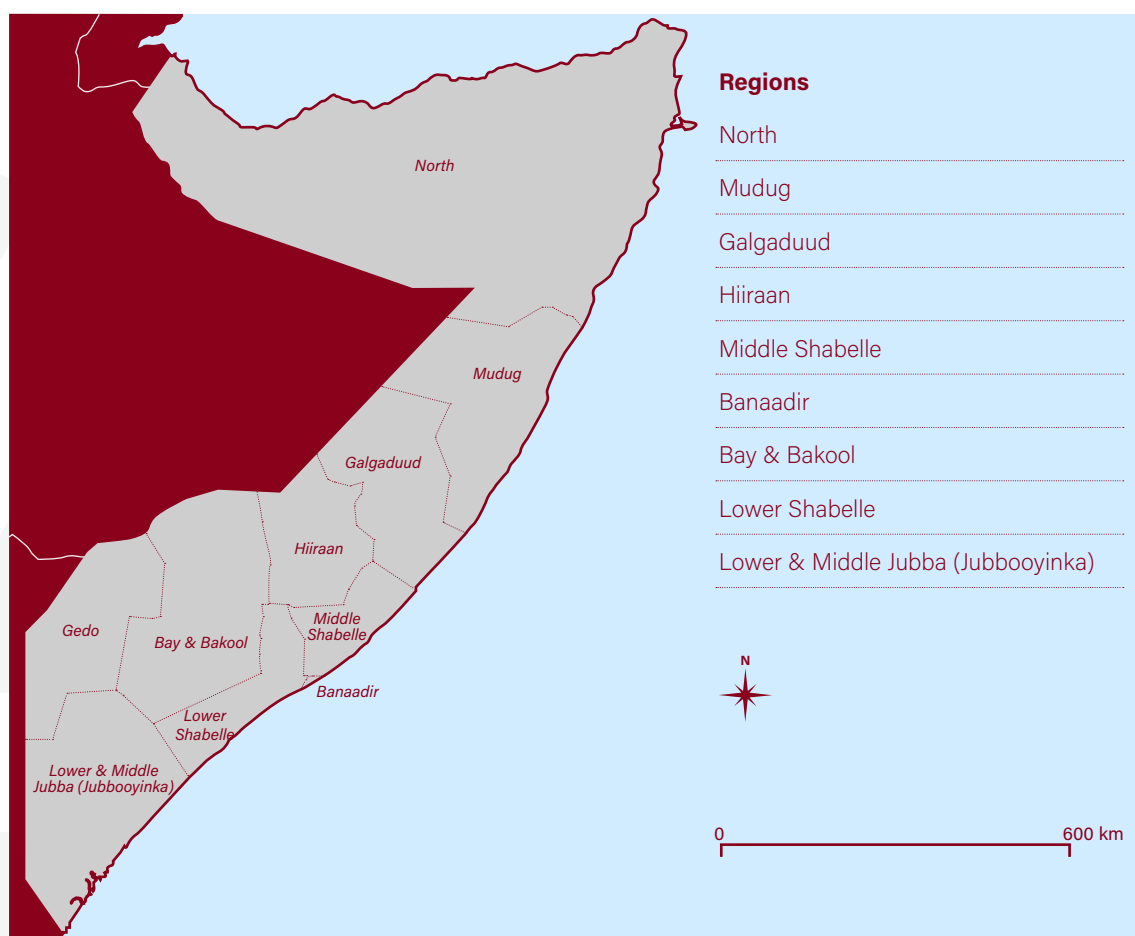 North
Mudug
Galgaduud
Hiiraan
Middle
Shabelle
Gedo
Bay & Bakool
Banaadir
Lower
Shabelle
Lower & Middle
Jubba (Jubbooyinka)
Regions
North
Mudug
Galgaduud
Hiiraan
Middle Shabelle
Banaadir
Bay & Bakool
Lower Shabelle
Lower & Middle Jubba (Jubbooyinka)
N
0 600 km